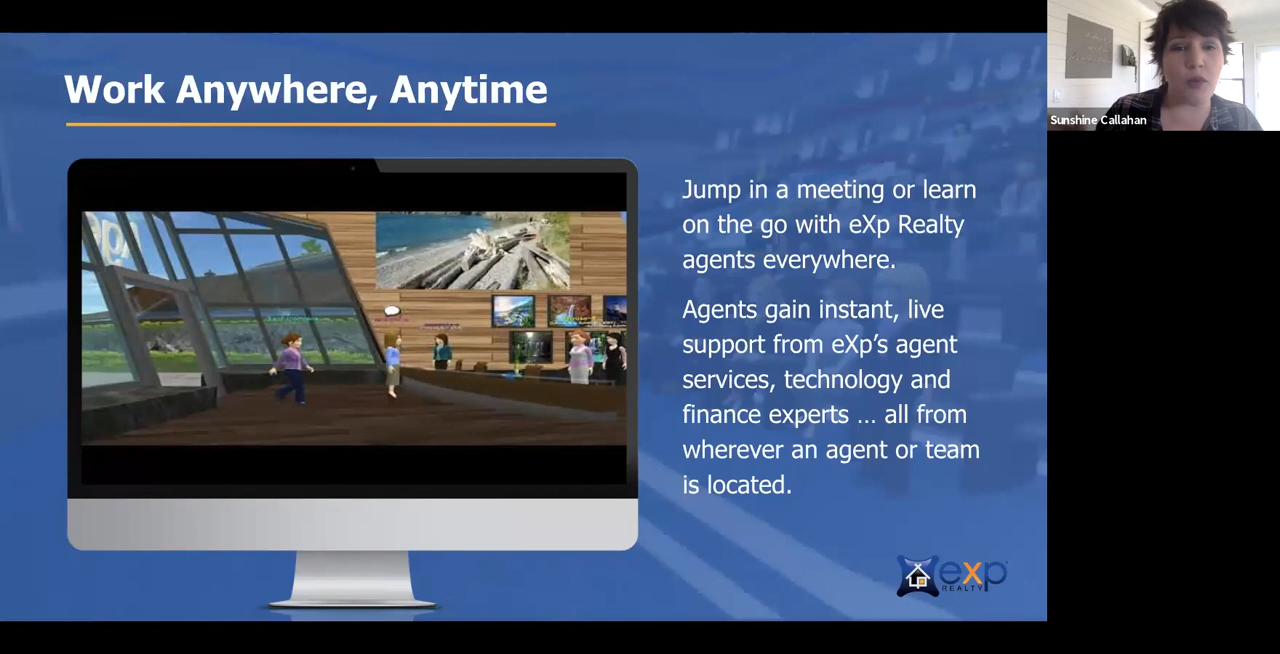 Work Anywhere, Anytime
Sunshine Callahan
Jump in a meeting or learn
on the go with eXp Realty
agents everywhere.
Agents gain instant, live
support from eXp’s agent
services, technology and
finance experts … all from
wherever an agent or team
is located.
eXp
REALTY